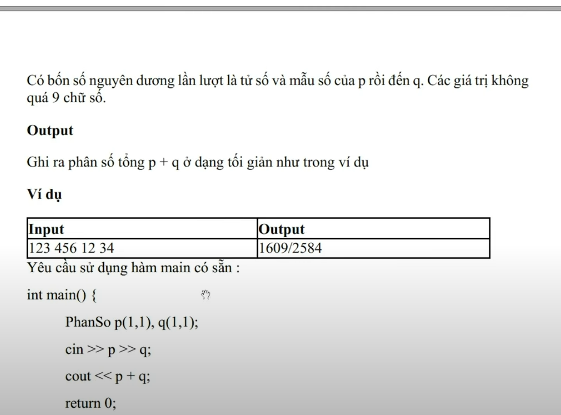 Có bốn số nguyên dương lần lượt là tử số và mẫu số của p rồi đến q. Các giá trị không
quá 9 chữ số.
Output
Ghi ra phân số tổng p + q ở dạng tối giản như trong ví dụ
Ví dụ
Input Output
123 456 12 34 1609/2584
Yêu cầu sử dụng hàm main có sẵn :
int main() {
PhanSo p(1,1), q(1,1);
cin >> p >> q;
cout << p + q;
return 0;